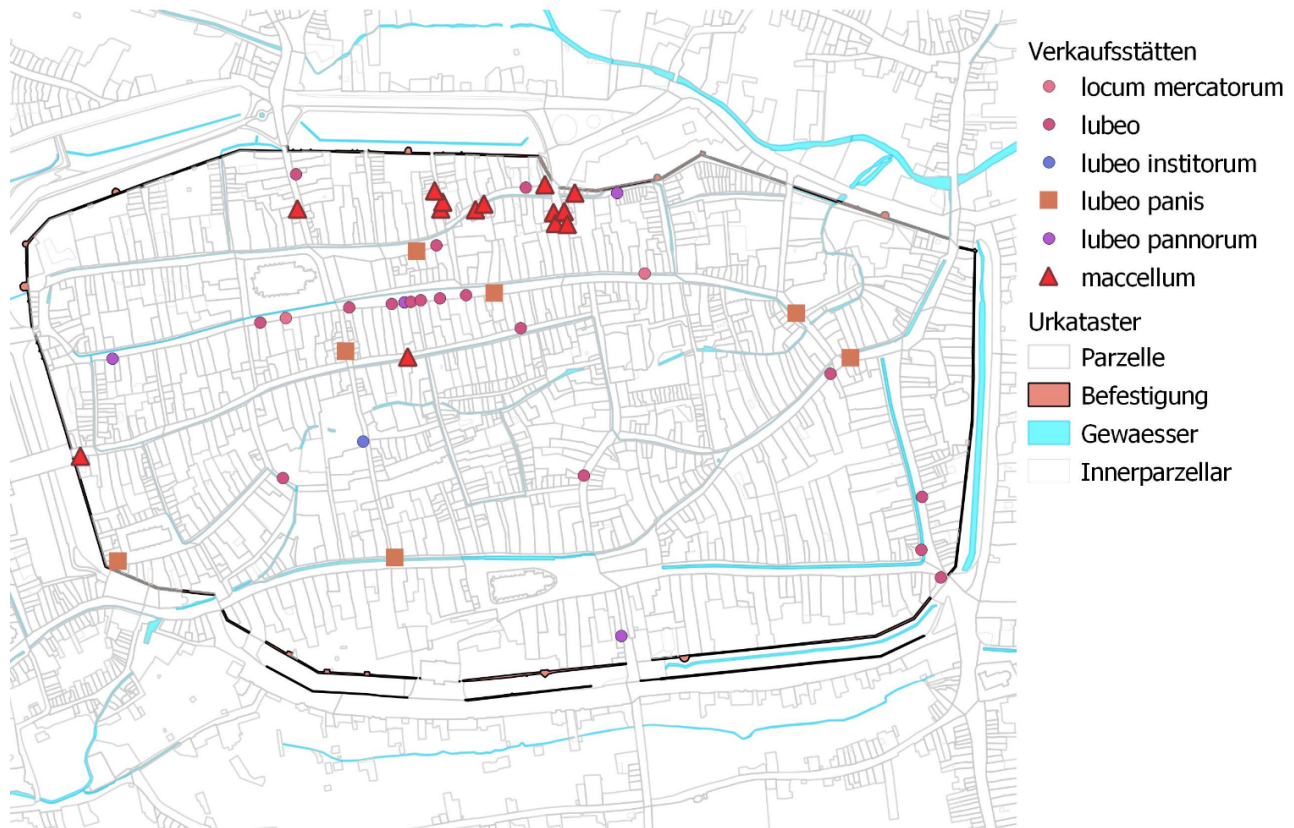 Verkaufsstätten
locum mercatorum
lubeo
lubeo institorum
lubeo panis
lubeo pannorum
maccellum
Urkataster
Parzelle
Befestigung
Gewaesser
Innerparzellar